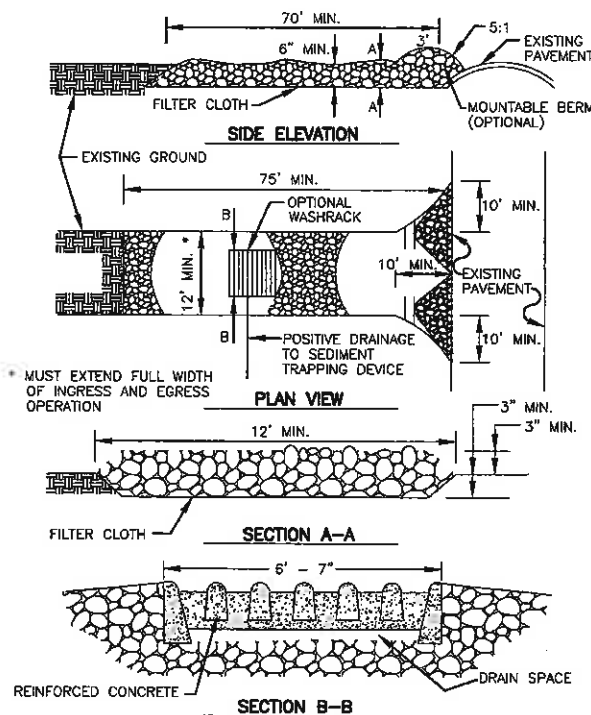 70' MIN.
6" MIN.
A
3'
5:1
EXISTING
PAVEMENT
FILTER CLOTH
A
MOUNTABLE BERM
(OPTIONAL)
SIDE ELEVATION
EXISTING GROUND
75' MIN.
B
OPTIONAL
WASHRACK
10' MIN.
12' MIN. *
10' MIN.
EXISTING
PAVEMENT
B
POSITIVE DRAINAGE
TO SEDIMENT
TRAPPING DEVICE
10' MIN.
* MUST EXTEND FULL WIDTH
OF INGRESS AND EGRESS
OPERATION
PLAN VIEW
3" MIN.
3" MIN.
12' MIN.
FILTER CLOTH
SECTION A-A
6' - 7"
REINFORCED CONCRETE
DRAIN SPACE
SECTION B-B